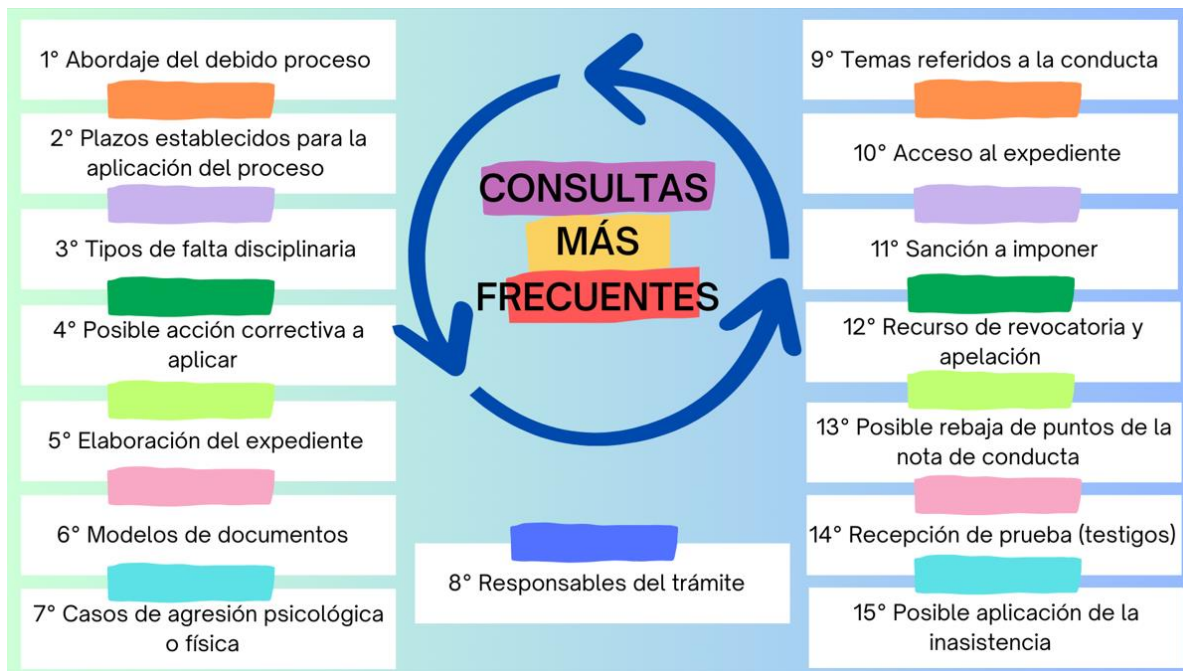 1° Abordaje del debido proceso
2° Plazos establecidos para la
aplicación del proceso
3° Tipos de falta disciplinaria
4° Posible acción correctiva a
aplicar
5° Elaboración del expediente
6° Modelos de documentos
7° Casos de agresión psicológica
o física
CONSULTAS
MÁS
FRECUENTES
8° Responsables del trámite
9° Temas referidos a la conducta
10° Acceso al expediente
11° Sanción a imponer
12° Recurso de revocatoria y
apelación
13° Posible rebaja de puntos de la
nota de conducta
14° Recepción de prueba (testigos)
15° Posible aplicación de la
inasistencia